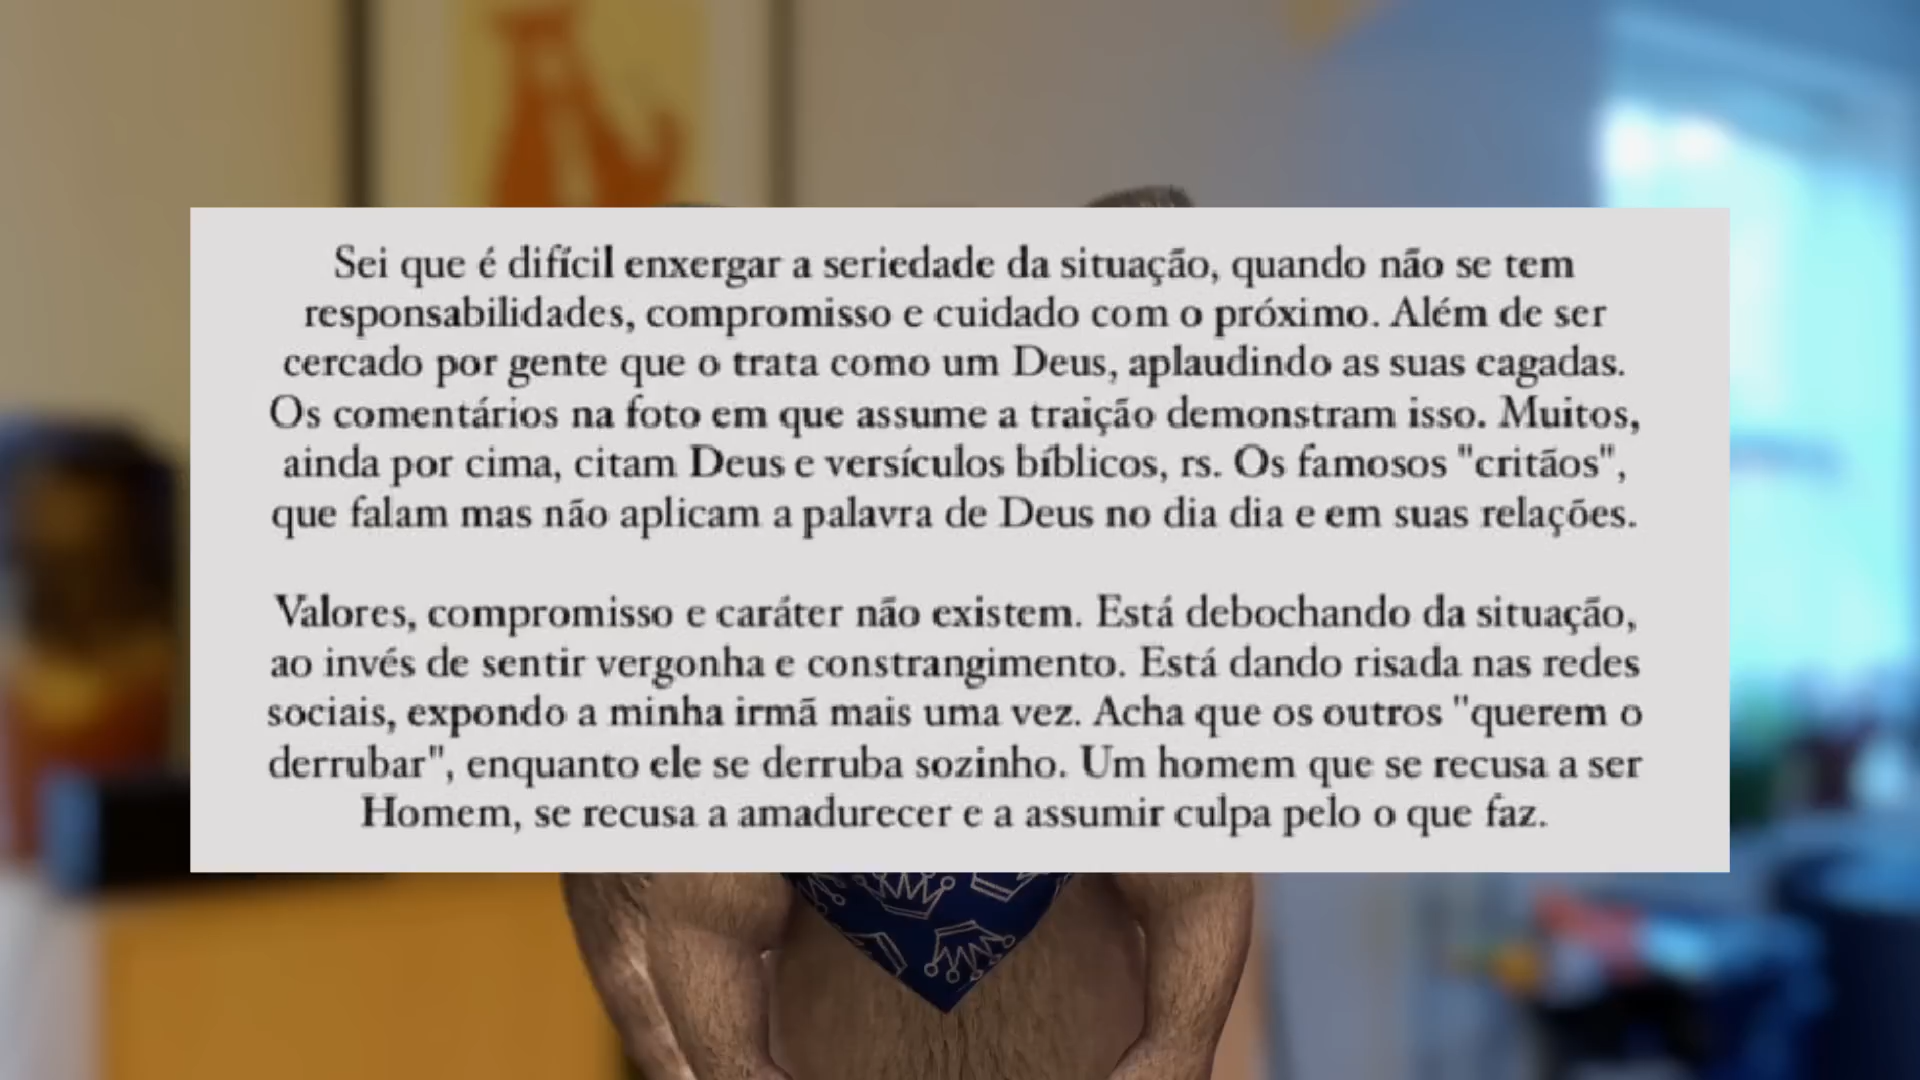 Sei que é difícil enxergar a seriedade da situação, quando não se tem
responsabilidades, compromisso e cuidado com o próximo. Além de ser
cercado por gente que o trata como um Deus, aplaudindo as suas cagadas.
Os comentários na foto em que assume a traição demonstram isso. Muitos,
ainda por cima, citam Deus e versículos bíblicos, rs. Os famosos "critãos",
que falam mas não aplicam a palavra de Deus no dia dia e em suas relações.
Valores, compromisso e caráter não existem. Está debochando da situação,
ao invés de sentir vergonha e constrangimento. Está dando risada nas redes
sociais, expondo a minha irmã mais uma vez. Acha que os outros "querem o
derrubar", enquanto ele se derruba sozinho. Um homem que se recusa a ser
Homem, se recusa a amadurecer e a assumir culpa pelo o que faz.